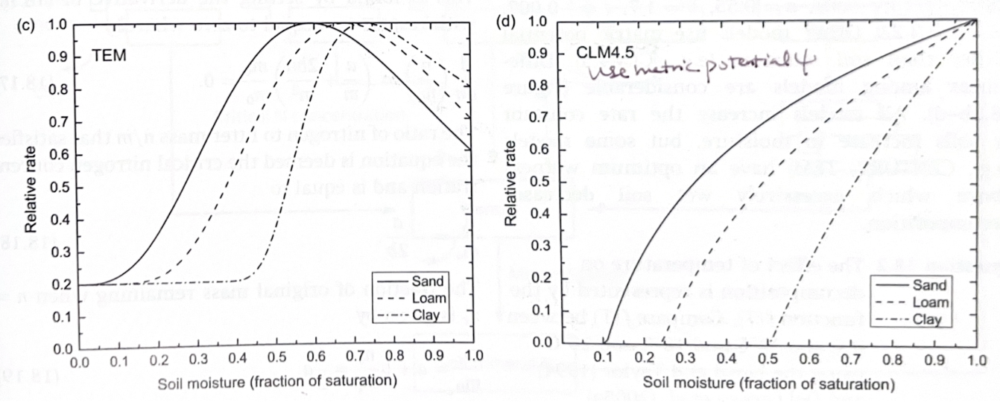 (c)
TEM
Relative rate
1.0
0.9
0.8
0.7
0.6
0.5
0.4
0.3
0.2
0.1
0.0
0.0 0.1 0.2 0.3 0.4 0.5 0.6 0.7 0.8 0.9 1.0
Soil moisture (fraction of saturation)
Sand
Loam
Clay
(d)
CLM4.5
Use metric potential ψ
Relative rate
1.0
0.9
0.8
0.7
0.6
0.5
0.4
0.3
0.2
0.1
0.0
0.1 0.2 0.3 0.4 0.5 0.6 0.7 0.8 0.9 1.0
Soil moisture (fraction of saturation)
Sand
Loam
Clay